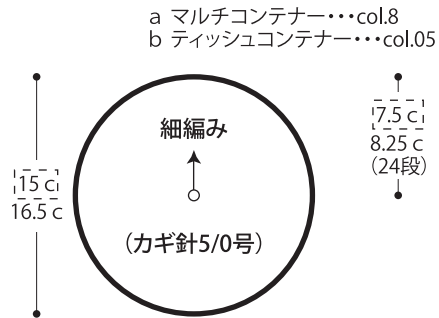 a マルチコンテナー・・・col.8
b ティッシュコンテナー・・・col.05
細編み
(カギ針5/0号)
15 c
16.5 c
7.5 c
8.25 c
(24段)